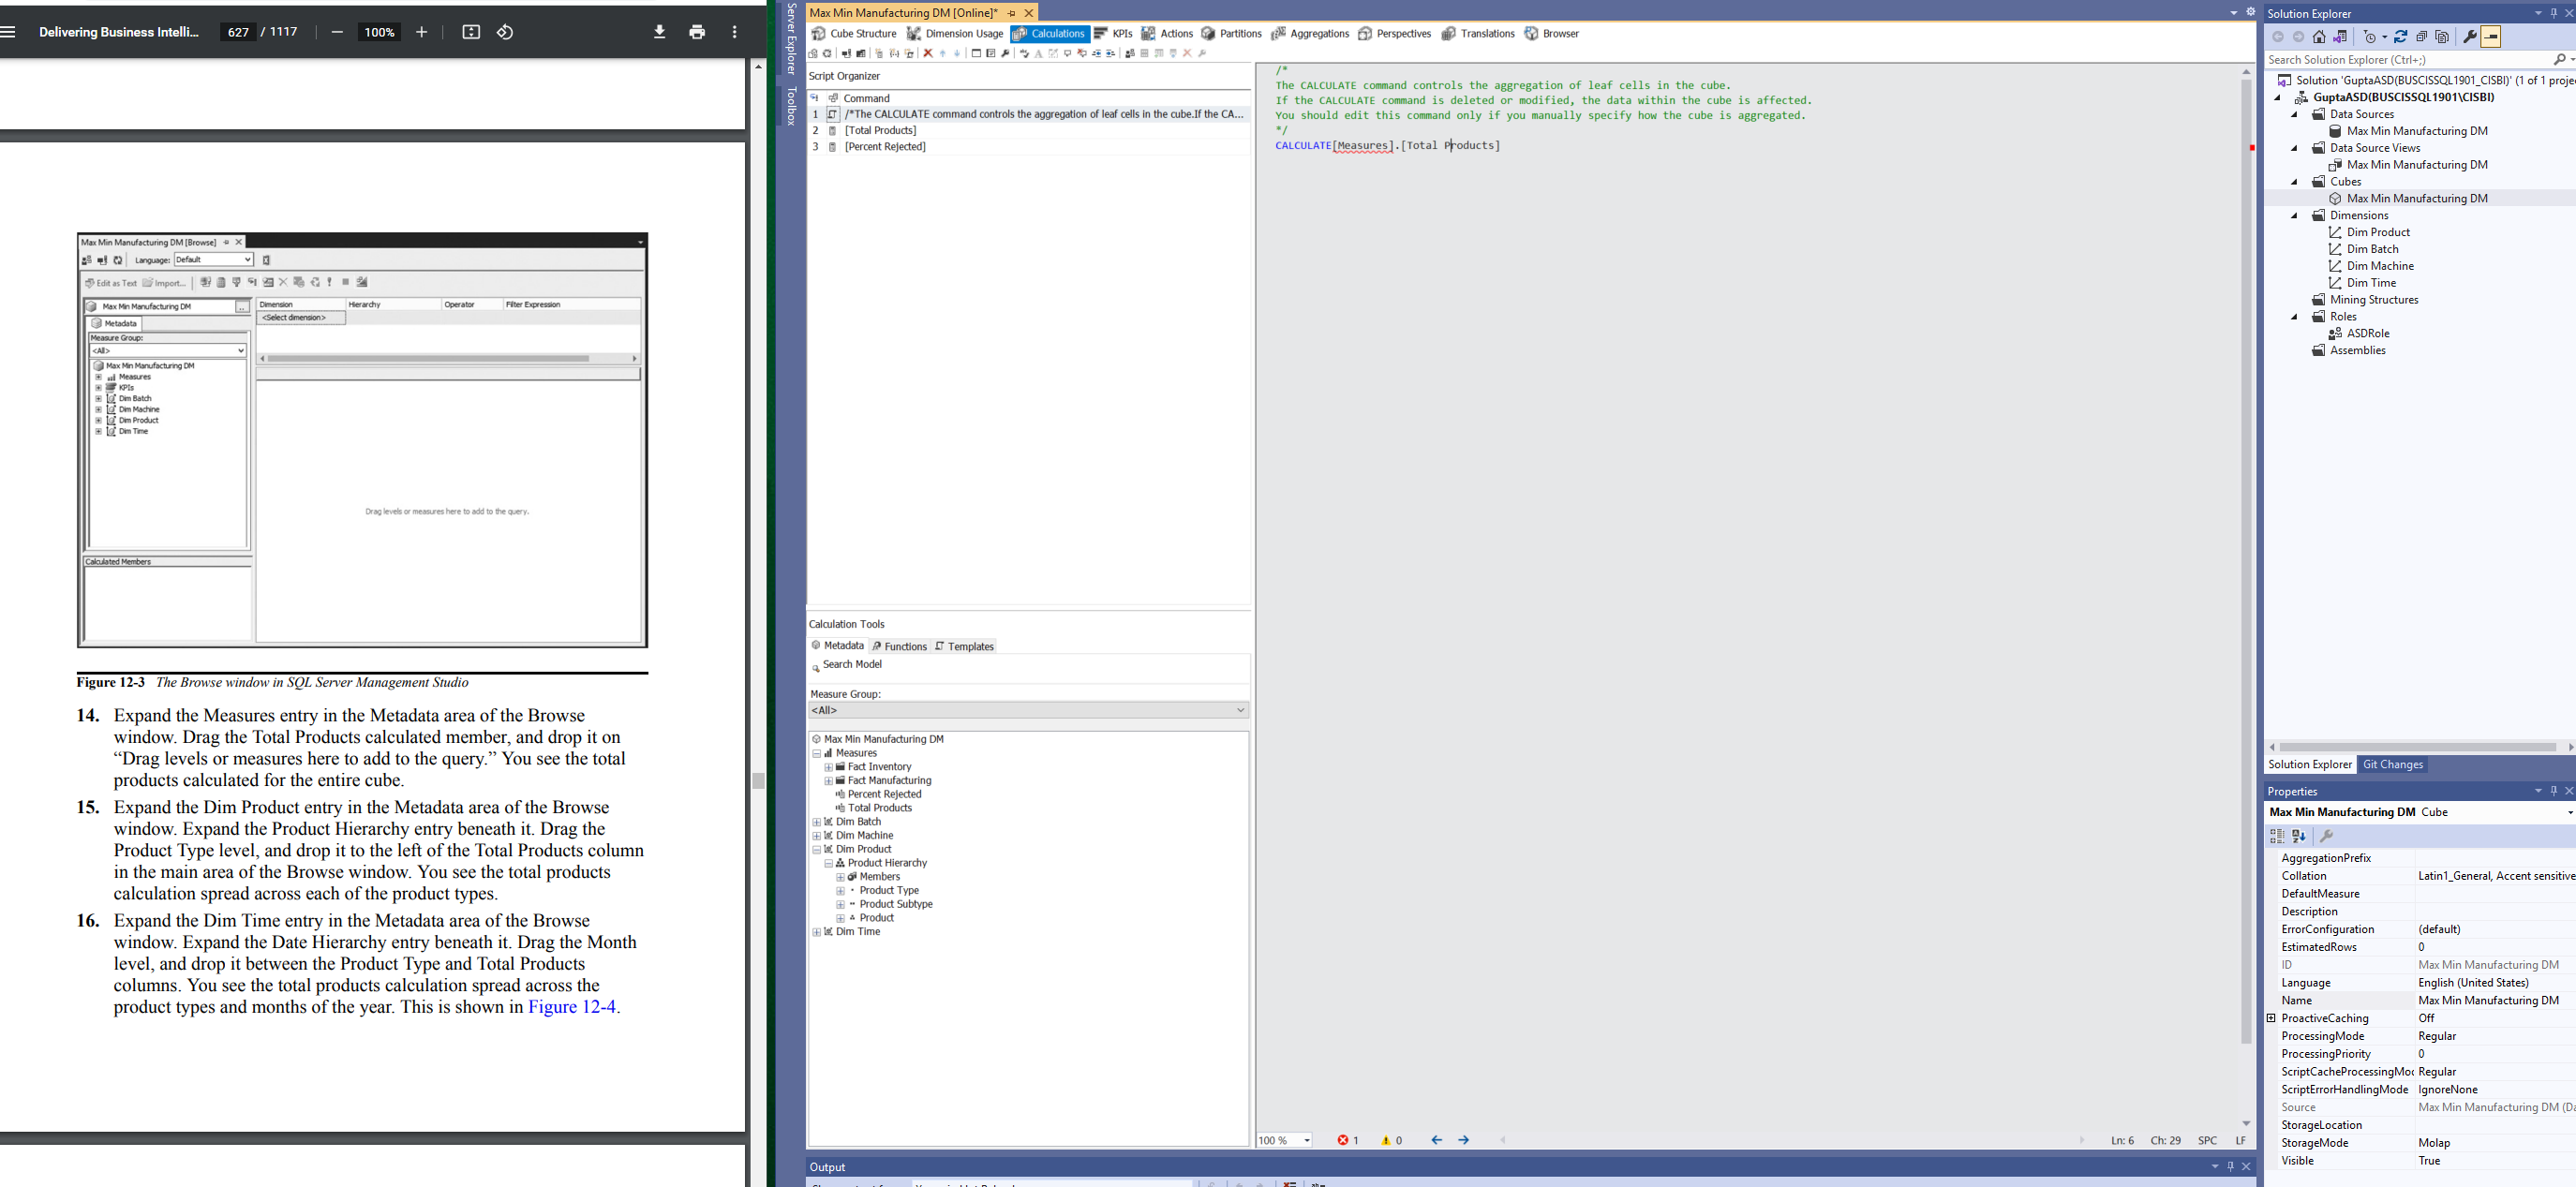 Delivering Business Intelli...
627 / 1117
100%
Max Min Manufacturing DM [Browse]
Language: Default
Edit as Text Import...
Max Min Manufacturing DM
...
Metadata
Measure Group:
<All>
Max Min Manufacturing DM
Measures
KPIs
Dim Batch
Dim Machine
Dim Product
Dim Time
Calculated Members
Dimension Hierarchy Operator Filter Expression
<Select dimension>
Drag levels or measures here to add to the query.
Figure 12-3 The Browse window in SQL Server Management Studio
14. Expand the Measures entry in the Metadata area of the Browse
window. Drag the Total Products calculated member, and drop it on
“Drag levels or measures here to add to the query.” You see the total
products calculated for the entire cube.
15. Expand the Dim Product entry in the Metadata area of the Browse
window. Expand the Product Hierarchy entry beneath it. Drag the
Product Type level, and drop it to the left of the Total Products column
in the main area of the Browse window. You see the total products
calculation spread across each of the product types.
16. Expand the Dim Time entry in the Metadata area of the Browse
window. Expand the Date Hierarchy entry beneath it. Drag the Month
level, and drop it between the Product Type and Total Products
columns. You see the total products calculation spread across the
product types and months of the year. This is shown in Figure 12-4.
Server Explorer
Toolbox
Max Min Manufacturing DM [Online]*
Cube Structure Dimension Usage Calculations KPIs Actions Partitions Aggregations Perspectives Translations Browser
Script Organizer
Command
1 /*The CALCULATE command controls the aggregation of leaf cells in the cube.If the CA...
2 [Total Products]
3 [Percent Rejected]
Calculation Tools
Metadata Functions Templates
Search Model
Measure Group:
<All>
Max Min Manufacturing DM
Measures
Fact Inventory
Fact Manufacturing
Percent Rejected
Total Products
Dim Batch
Dim Machine
Dim Product
Product Hierarchy
Members
Product Type
Product Subtype
Product
Dim Time
/*
The CALCULATE command controls the aggregation of leaf cells in the cube.
If the CALCULATE command is deleted or modified, the data within the cube is affected.
You should edit this command only if you manually specify how the cube is aggregated.
*/
CALCULATE[Measures].[Total Products]
100 % 1 0 Ln: 6 Ch: 29 SPC LF
Output
Solution Explorer
Search Solution Explorer (Ctrl+;)
Solution 'GuptaASD(BUSCISSQL1901_CISBI)' (1 of 1 proje
GuptaASD(BUSCISSQL1901\CISBI)
Data Sources
Max Min Manufacturing DM
Data Source Views
Max Min Manufacturing DM
Cubes
Max Min Manufacturing DM
Dimensions
Dim Product
Dim Batch
Dim Machine
Dim Time
Mining Structures
Roles
ASDRole
Assemblies
Solution Explorer Git Changes
Properties
Max Min Manufacturing DM Cube
AggregationPrefix
Collation Latin1_General, Accent sensitive
DefaultMeasure
Description
ErrorConfiguration (default)
EstimatedRows 0
ID Max Min Manufacturing DM
Language English (United States)
Name Max Min Manufacturing DM
ProactiveCaching Off
ProcessingMode Regular
ProcessingPriority 0
ScriptCacheProcessingMoc Regular
ScriptErrorHandlingMode IgnoreNone
Source Max Min Manufacturing DM (Da
StorageLocation
StorageMode Molap
Visible True